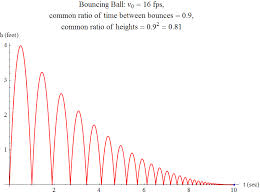 Bouncing Ball: v₀ = 16 fps,
common ratio of time between bounces = 0.9,
common ratio of heights = 0.9² = 0.81
h (feet)
4
3
2
1
2 4 6 8 10 t (sec)